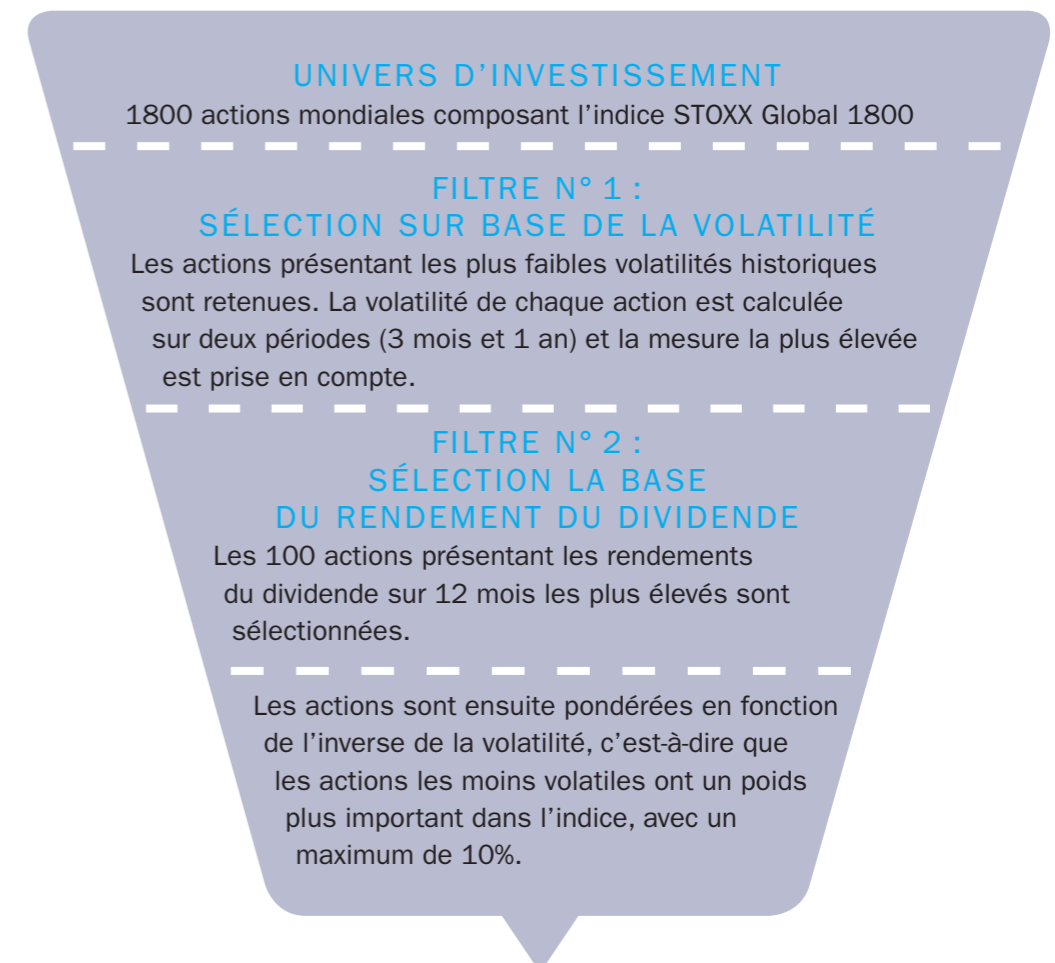 UNIVERS D’INVESTISSEMENT
1800 actions mondiales composant l’indice STOXX Global 1800
FILTRE N° 1 :
SÉLECTION SUR BASE DE LA VOLATILITÉ
Les actions présentant les plus faibles volatilités historiques
sont retenues. La volatilité de chaque action est calculée
sur deux périodes (3 mois et 1 an) et la mesure la plus élevée
est prise en compte.
FILTRE N° 2 :
SÉLECTION LA BASE
DU RENDEMENT DU DIVIDENDE
Les 100 actions présentant les rendements
du dividende sur 12 mois les plus élevés sont
sélectionnées.
Les actions sont ensuite pondérées en fonction
de l’inverse de la volatilité, c’est-à-dire que
les actions les moins volatiles ont un poids
plus important dans l’indice, avec un
maximum de 10%.